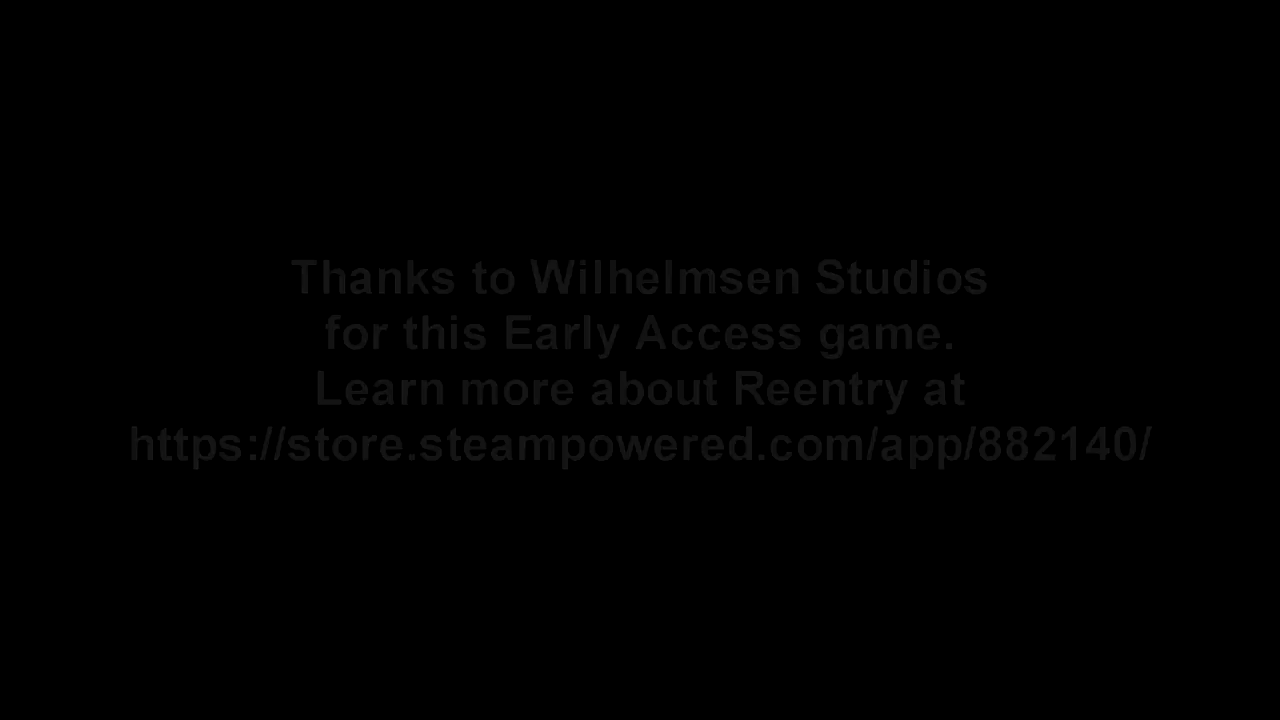 Thanks to Wilhelmsen Studios
for this Early Access game.
Learn more about Reentry at
https://store.steampowered.com/app/882140/